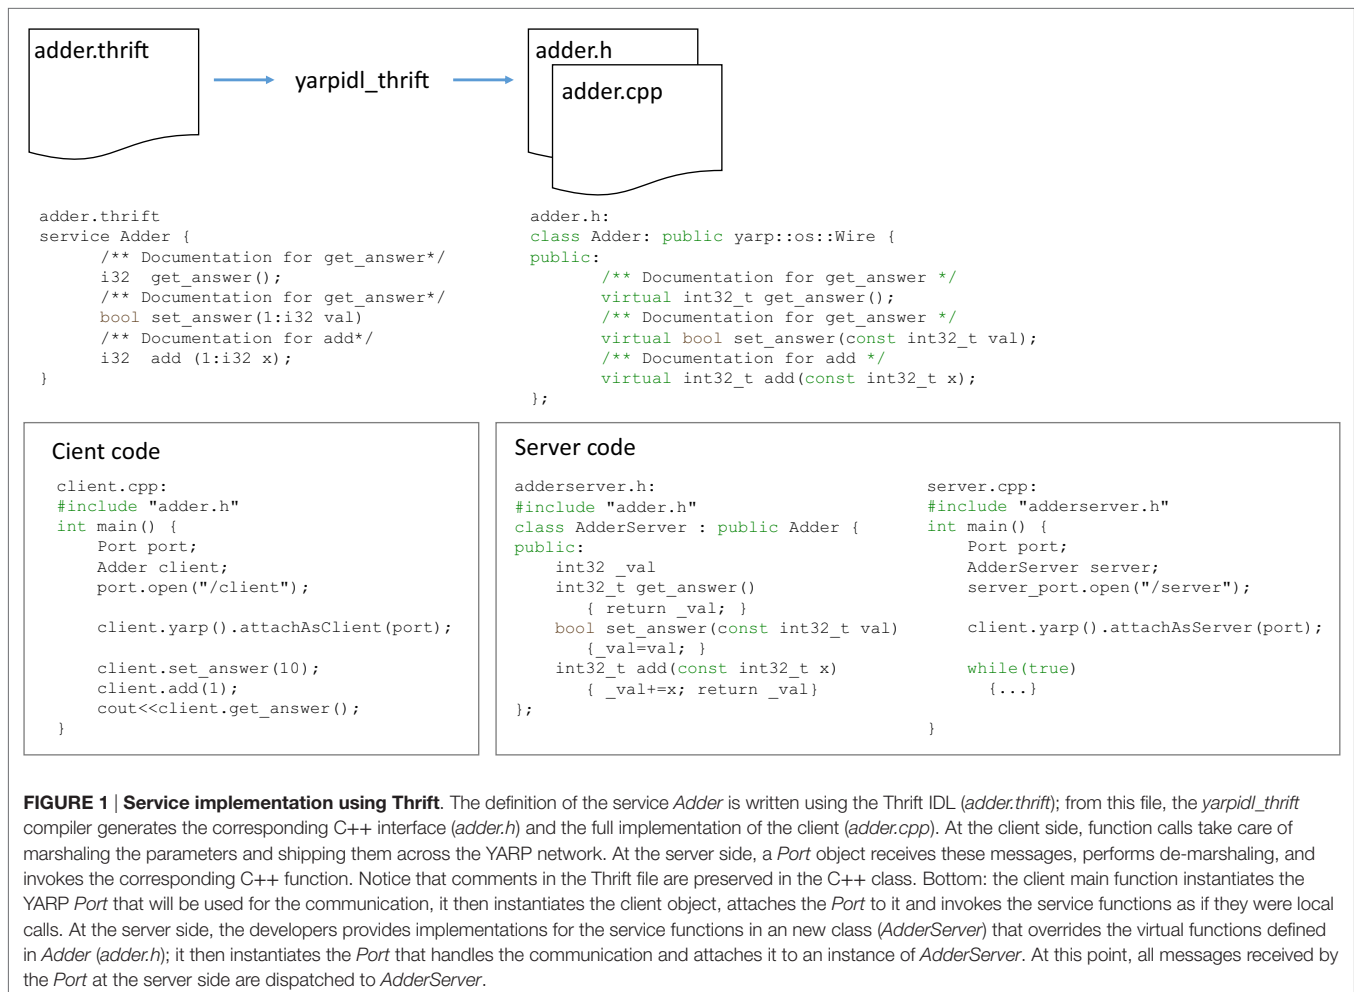 adder.thrift
yarpidl_thrift
adder.h
adder.cpp
adder.thrift
service Adder {
/** Documentation for get_answer*/
i32  get_answer();
/** Documentation for get_answer*/
bool set_answer(1:i32 val)
/** Documentation for add*/
i32  add (1:i32 x);
}
adder.h:
class Adder: public yarp::os::Wire {
public:
/** Documentation for get_answer */
virtual int32_t get_answer();
/** Documentation for get_answer */
virtual bool set_answer(const int32_t val);
/** Documentation for add */
virtual int32_t add(const int32_t x);
};
Cient code
client.cpp:
#include "adder.h"
int main() {
Port port;
Adder client;
port.open("/client");
client.yarp().attachAsClient(port);
client.set_answer(10);
client.add(1);
cout<<client.get_answer();
}
Server code
adderserver.h:
#include "adder.h"
class AdderServer : public Adder {
public:
int32 _val
int32_t get_answer()
{ return _val; }
bool set_answer(const int32_t val)
{_val=val; }
int32_t add(const int32_t x)
{ _val+=x; return _val}
};
server.cpp:
#include "adderserver.h"
int main() {
Port port;
AdderServer server;
server_port.open("/server");
client.yarp().attachAsServer(port);
while(true)
{...}
}
FIGURE 1 | Service implementation using Thrift. The definition of the service Adder is written using the Thrift IDL (adder.thrift); from this file, the yarpidl_thrift
compiler generates the corresponding C++ interface (adder.h) and the full implementation of the client (adder.cpp). At the client side, function calls take care of
marshaling the parameters and shipping them across the YARP network. At the server side, a Port object receives these messages, performs de-marshaling, and
invokes the corresponding C++ function. Notice that comments in the Thrift file are preserved in the C++ class. Bottom: the client main function instantiates the
YARP Port that will be used for the communication, it then instantiates the client object, attaches the Port to it and invokes the service functions as if they were local
calls. At the server side, the developers provides implementations for the service functions in an new class (AdderServer) that overrides the virtual functions defined
in Adder (adder.h); it then instantiates the Port that handles the communication and attaches it to an instance of AdderServer. At this point, all messages received by
the Port at the server side are dispatched to AdderServer.